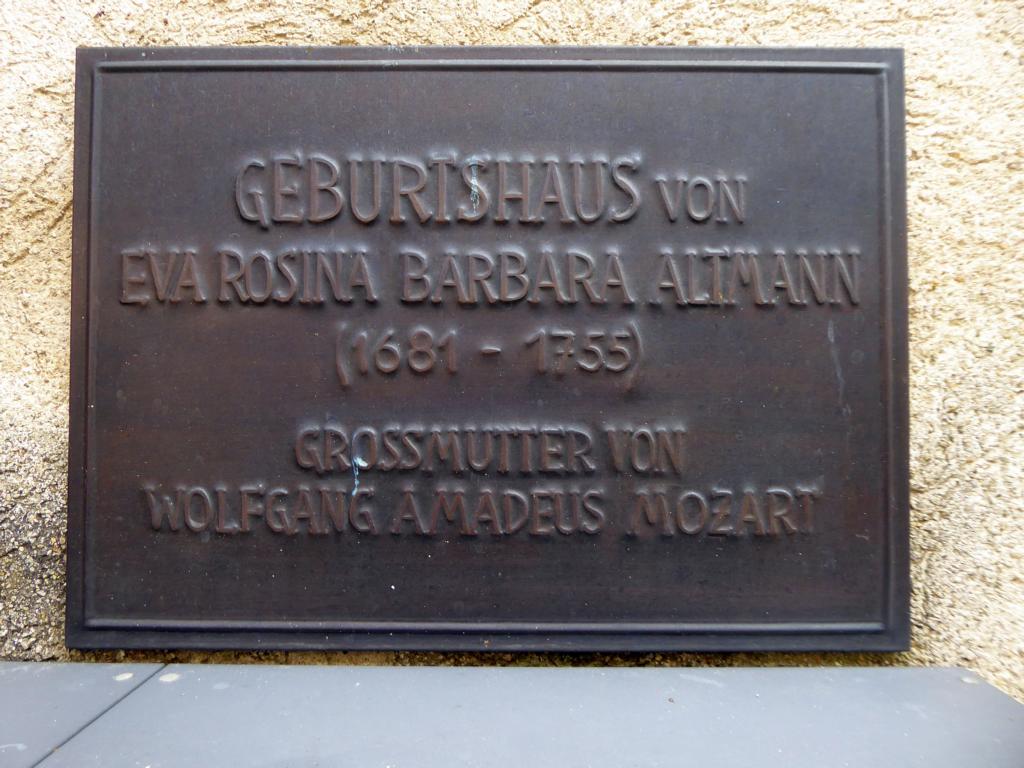 GEBURTSHAUS VON
EVA ROSINA BARBARA ALTMANN
(1681 - 1755)
GROSSMUTTER VON
WOLFGANG AMADEUS MOZART